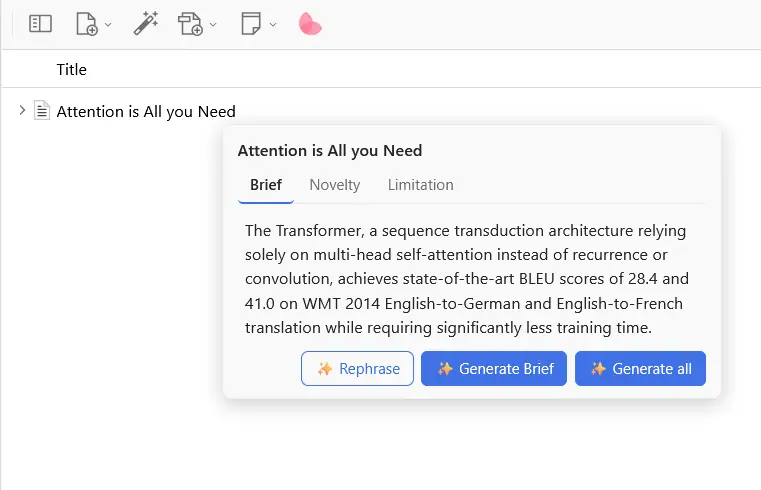 Title
Attention is All you Need
Attention is All you Need
Brief Novelty Limitation
The Transformer, a sequence transduction architecture relying
solely on multi-head self-attention instead of recurrence or
convolution, achieves state-of-the-art BLEU scores of 28.4 and
41.0 on WMT 2014 English-to-German and English-to-French
translation while requiring significantly less training time.
Rephrase Generate Brief Generate all